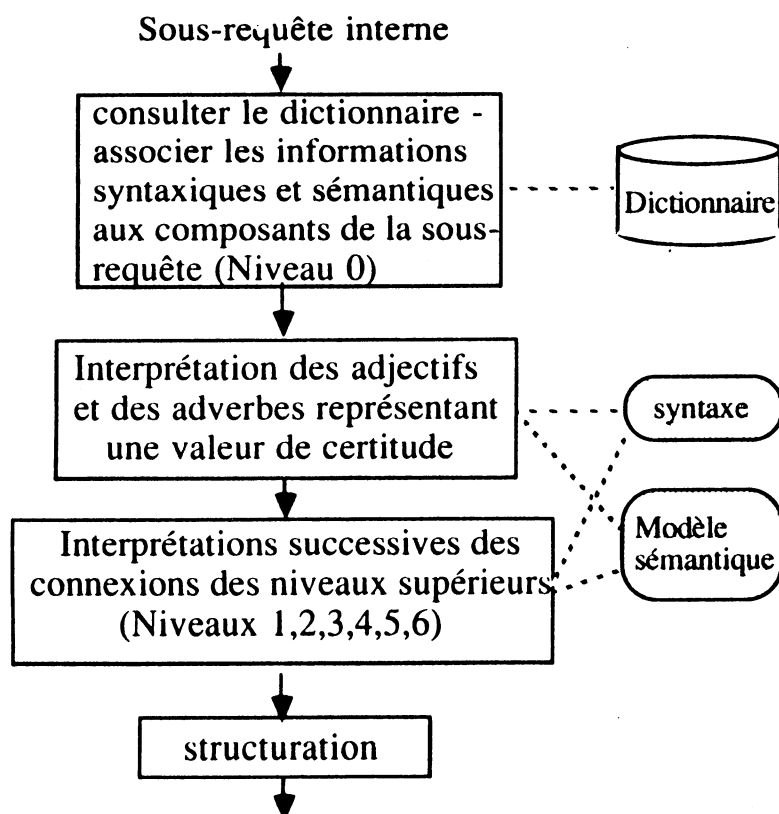 Sous-requête interne
consulter le dictionnaire -
associer les informations
syntaxiques et sémantiques
aux composants de la sous-
requête (Niveau 0)
Dictionnaire
Interprétation des adjectifs
et des adverbes représentant
une valeur de certitude
syntaxe
Modèle
sémantique
Interprétations successives des
connexions des niveaux supérieurs
(Niveaux 1,2,3,4,5,6)
structuration